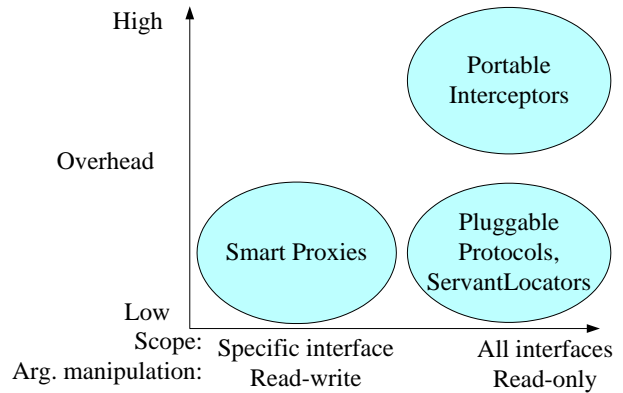 High
Portable
Interceptors
Overhead
Smart Proxies
Pluggable
Protocols,
ServantLocators
Low
Scope: Specific interface All interfaces
Arg. manipulation: Read-write Read-only